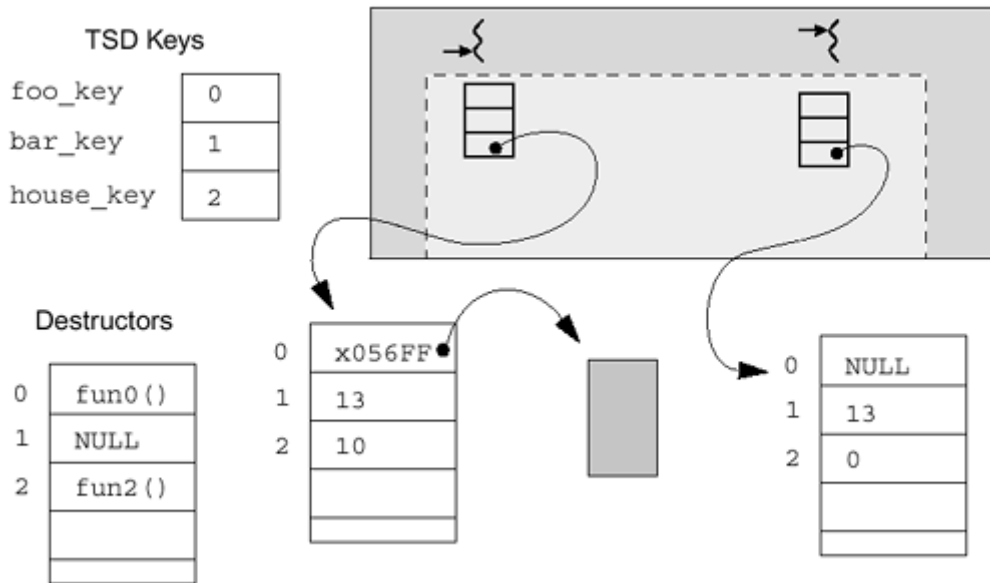 TSD Keys
foo_key 0
bar_key 1
house_key 2
Destructors
0 fun0()
1 NULL
2 fun2()
0 x056FF
1 13
2 10
0 NULL
1 13
2 0